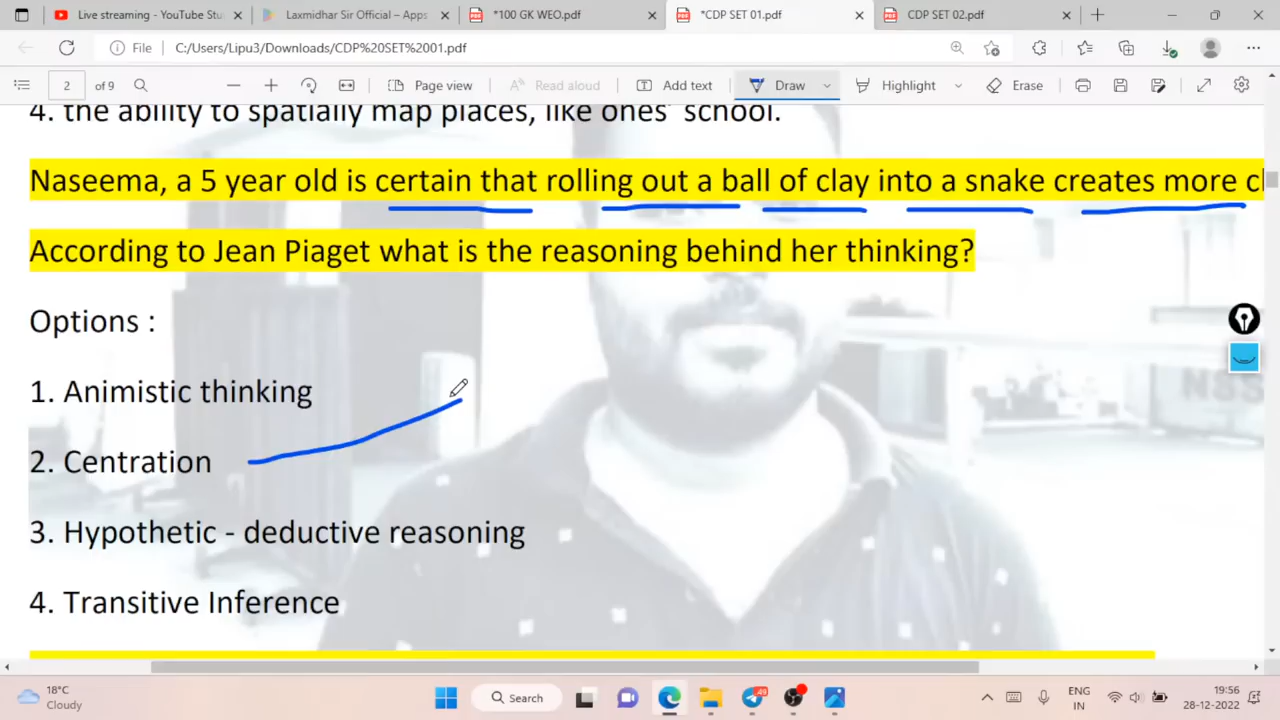 Live streaming - YouTube Stu
Laxmidhar Sir Official – Apps
*100 GK WEO.pdf
*CDP SET 01.pdf
CDP SET 02.pdf
File
C:/Users/Lipu3/Downloads/CDP%20SET%2001.pdf
2 of 9
Page view
Read aloud
Add text
Draw
Highlight
Erase
4. the ability to spatially map places, like ones' school.
Naseema, a 5 year old is certain that rolling out a ball of clay into a snake creates more cl
According to Jean Piaget what is the reasoning behind her thinking?
Options :
1. Animistic thinking
2. Centration
3. Hypothetic - deductive reasoning
4. Transitive Inference
NSS
18°C
Cloudy
Search
49
ENG
IN
19:56
28-12-2022